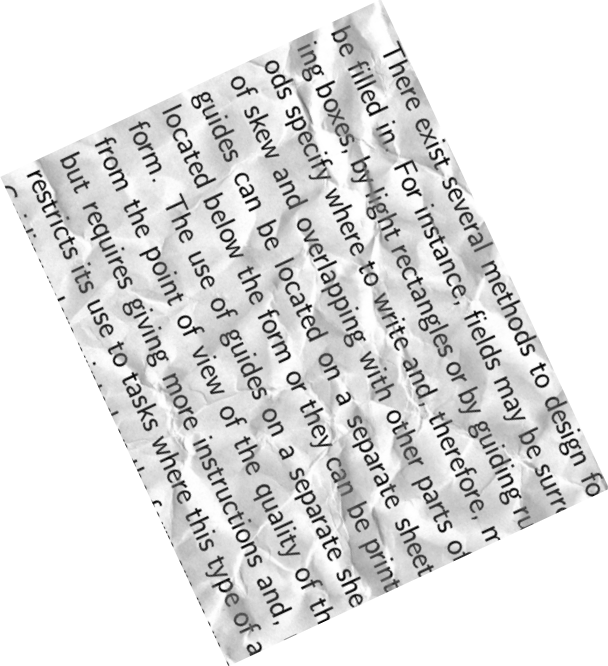 There exist several methods to design fo
be filled in. For instance, fields may be surr
ing boxes, by light rectangles or by guiding ru
ods specify where to write and, therefore, m
of skew and overlapping with other parts of
guides can be located on a separate sheet
located below the form or they can be print
form. The use of guides on a separate she
from the point of view of the quality of th
but requires giving more instructions and,
restricts its use to tasks where this type of a